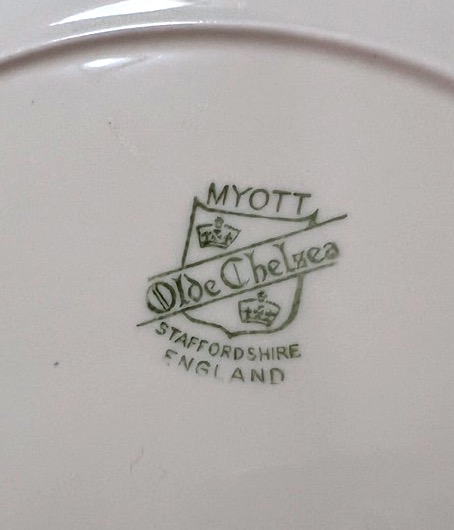 MYOTT
Olde Chelsea
STAFFORDSHIRE
ENGLAND